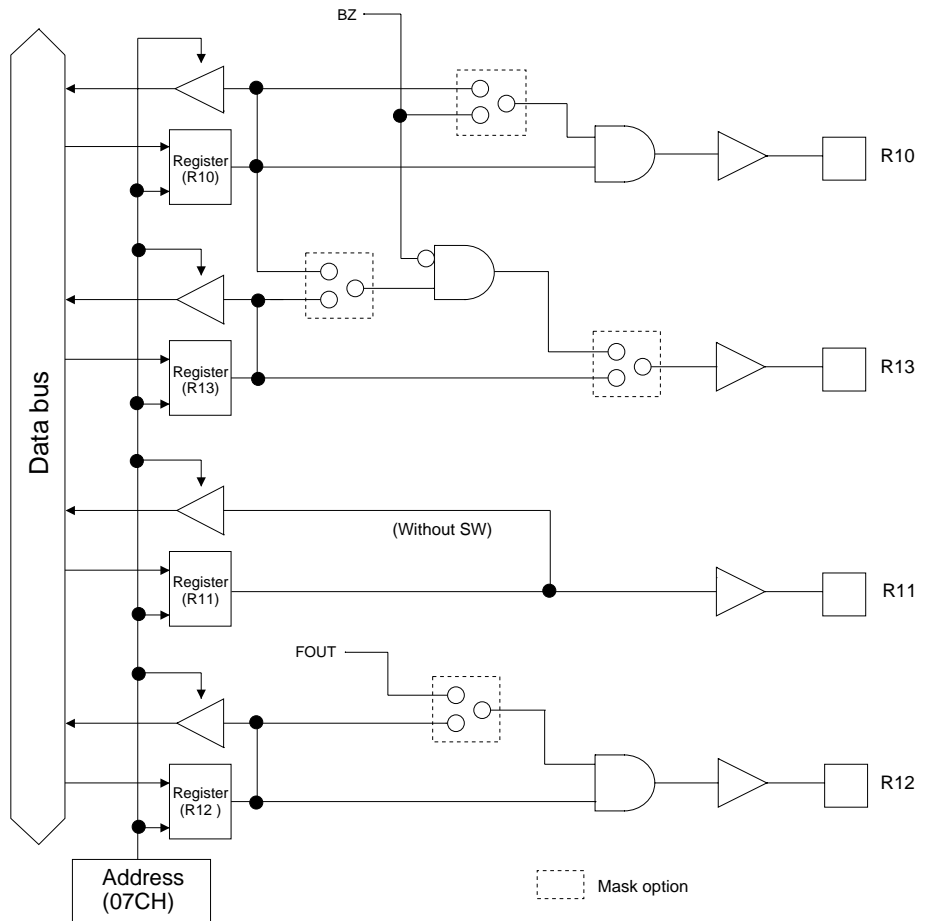 BZ
Register
(R10)
R10
Register
(R13)
R13
Data bus
(Without SW)
Register
(R11)
R11
FOUT
Register
(R12 )
R12
Address
(07CH)
Mask option